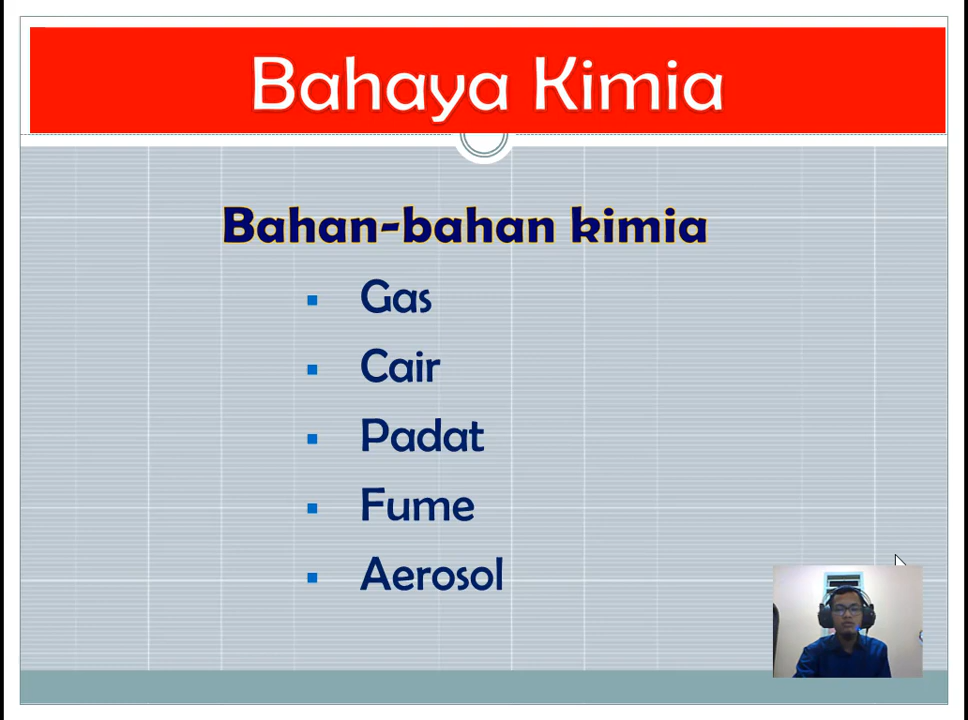 Bahaya Kimia
Bahan-bahan kimia
Gas
Cair
Padat
Fume
Aerosol